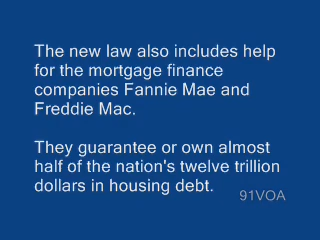 The new law also includes help
for the mortgage finance
companies Fannie Mae and
Freddie Mac.
They guarantee or own almost
half of the nation's twelve trillion
dollars in housing debt.
91VOA